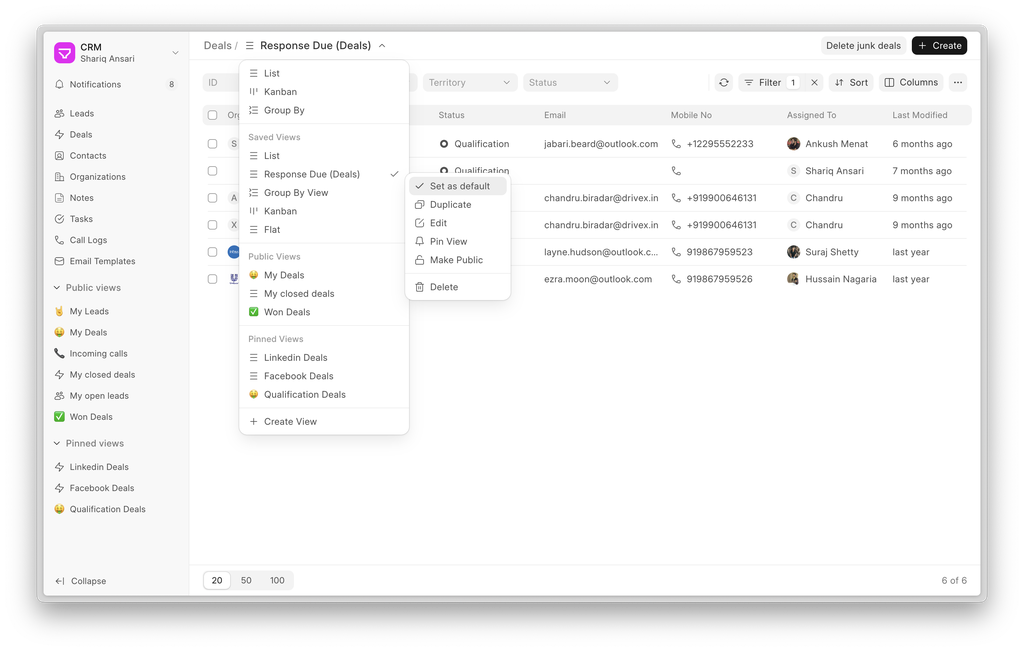 CRM
Shariq Ansari
Notifications 8
Leads
Deals
Contacts
Organizations
Notes
Tasks
Call Logs
Email Templates
Public views
My Leads
My Deals
Incoming calls
My closed deals
My open leads
Won Deals
Pinned views
Linkedin Deals
Facebook Deals
Qualification Deals
Collapse
Deals / Response Due (Deals)
Delete junk deals
Create
ID
Territory
Status
Filter 1
Sort
Columns
List
Kanban
Group By
Saved Views
List
Response Due (Deals)
Group By View
Kanban
Flat
Public Views
My Deals
My closed deals
Won Deals
Pinned Views
Linkedin Deals
Facebook Deals
Qualification Deals
Create View
Set as default
Duplicate
Edit
Pin View
Make Public
Delete
Status Email Mobile No Assigned To Last Modified
S Qualification jabari.beard@outlook.com +12295552233 Ankush Menat 6 months ago
Qualification S Shariq Ansari 7 months ago
A chandru.biradar@drivex.in +919900646131 C Chandru 9 months ago
X chandru.biradar@drivex.in +919900646131 C Chandru 9 months ago
layne.hudson@outlook.c... 919867959523 Suraj Shetty last year
ezra.moon@outlook.com 919867959526 Hussain Nagaria last year
20 50 100
6 of 6